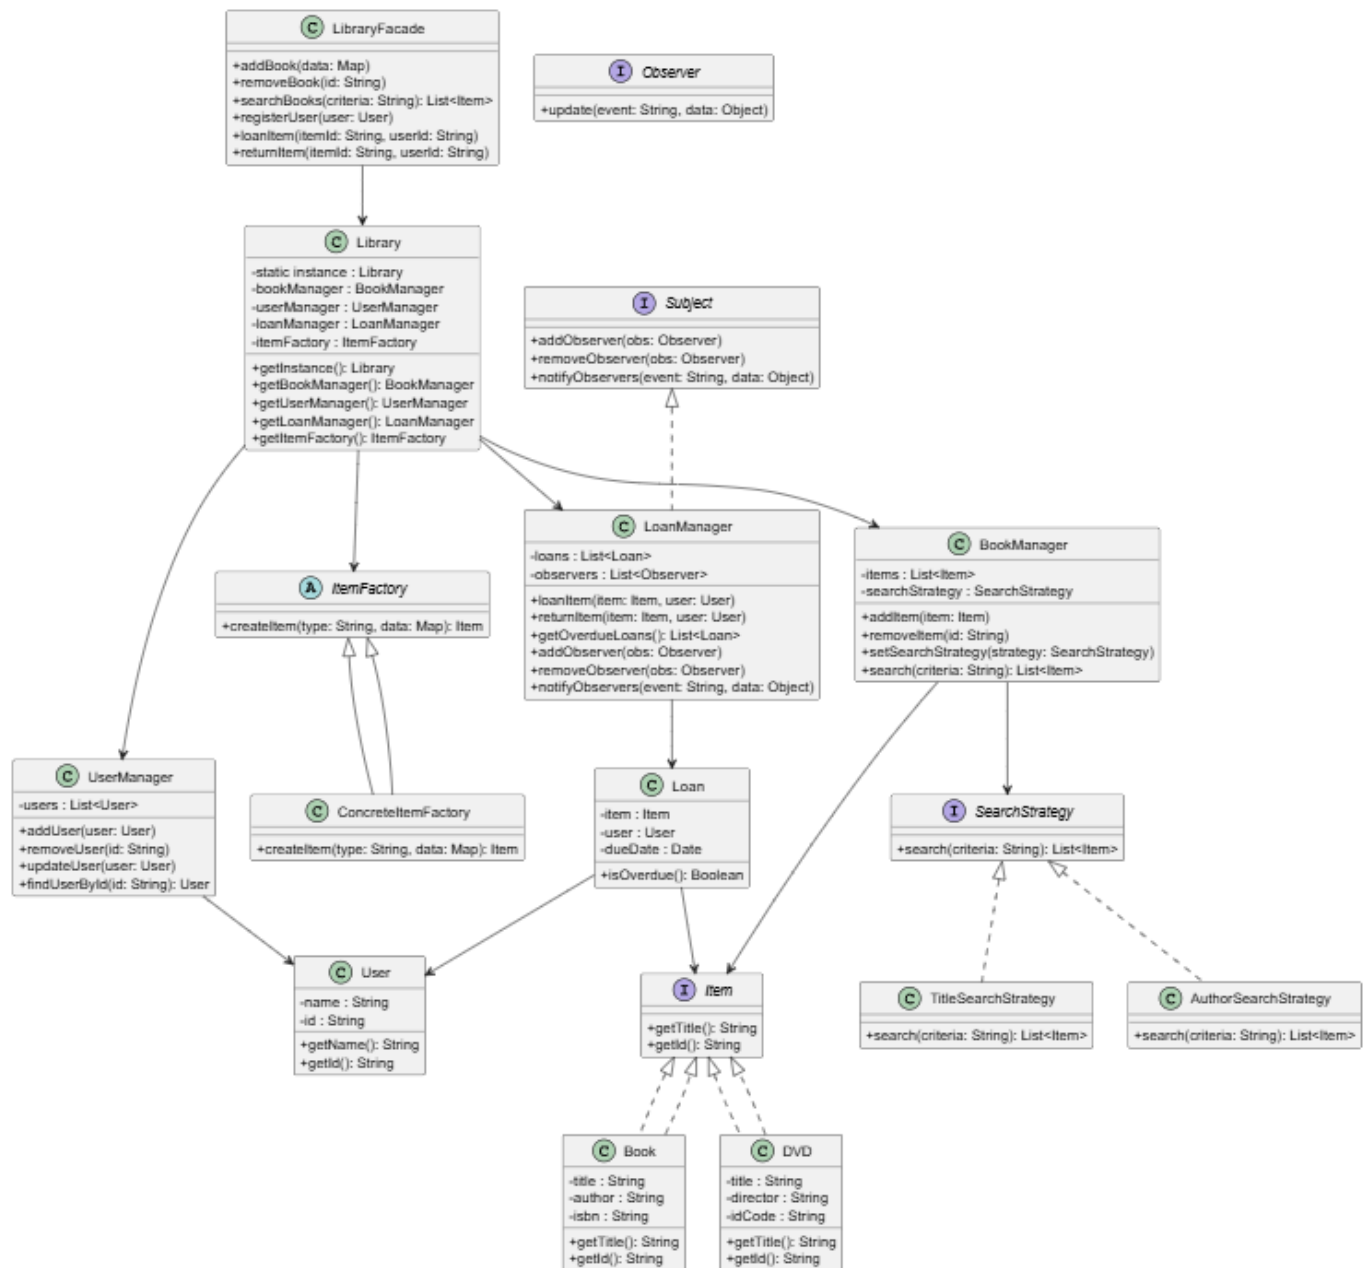 C LibraryFacade
+addBook(data: Map)
+removeBook(id: String)
+searchBooks(criteria: String): List<Item>
+registerUser(user: User)
+loanItem(itemId: String, userId: String)
+returnItem(itemId: String, userId: String)
I Observer
+update(event: String, data: Object)
C Library
-static instance : Library
-bookManager : BookManager
-userManager : UserManager
-loanManager : LoanManager
-itemFactory : ItemFactory
+getInstance(): Library
+getBookManager(): BookManager
+getUserManager(): UserManager
+getLoanManager(): LoanManager
+getItemFactory(): ItemFactory
I Subject
+addObserver(obs: Observer)
+removeObserver(obs: Observer)
+notifyObservers(event: String, data: Object)
A ItemFactory
+createItem(type: String, data: Map): Item
C LoanManager
-loans : List<Loan>
-observers : List<Observer>
+loanItem(item: Item, user: User)
+returnItem(item: Item, user: User)
+getOverdueLoans(): List<Loan>
+addObserver(obs: Observer)
+removeObserver(obs: Observer)
+notifyObservers(event: String, data: Object)
C BookManager
-items : List<Item>
-searchStrategy : SearchStrategy
+addItem(item: Item)
+removeItem(id: String)
+setSearchStrategy(strategy: SearchStrategy)
+search(criteria: String): List<Item>
C UserManager
-users : List<User>
+addUser(user: User)
+removeUser(id: String)
+updateUser(user: User)
+findUserById(id: String): User
C ConcreteItemFactory
+createItem(type: String, data: Map): Item
C Loan
-item : Item
-user : User
-dueDate : Date
+isOverdue(): Boolean
I SearchStrategy
+search(criteria: String): List<Item>
C User
-name : String
-id : String
+getName(): String
+getId(): String
I Item
+getTitle(): String
+getId(): String
C TitleSearchStrategy
+search(criteria: String): List<Item>
C AuthorSearchStrategy
+search(criteria: String): List<Item>
C Book
-title : String
-author : String
-isbn : String
+getTitle(): String
+getId(): String
C DVD
-title : String
-director : String
-idCode : String
+getTitle(): String
+getId(): String